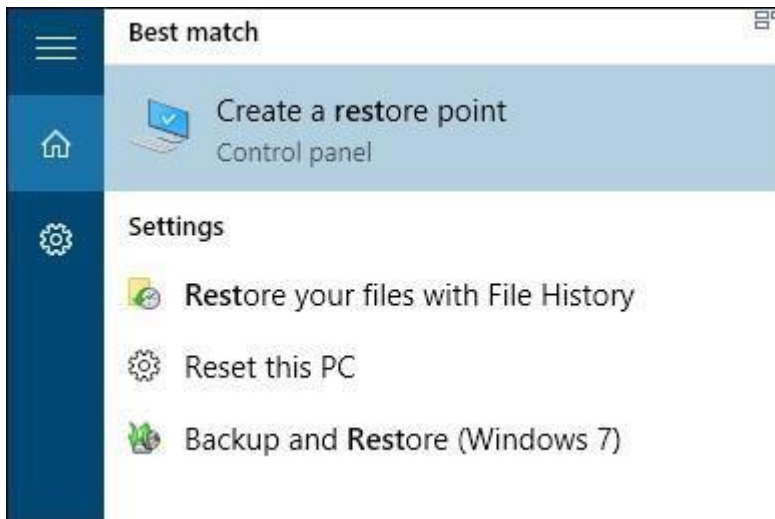 Best match
Create a restore point
Control panel
Settings
Restore your files with File History
Reset this PC
Backup and Restore (Windows 7)